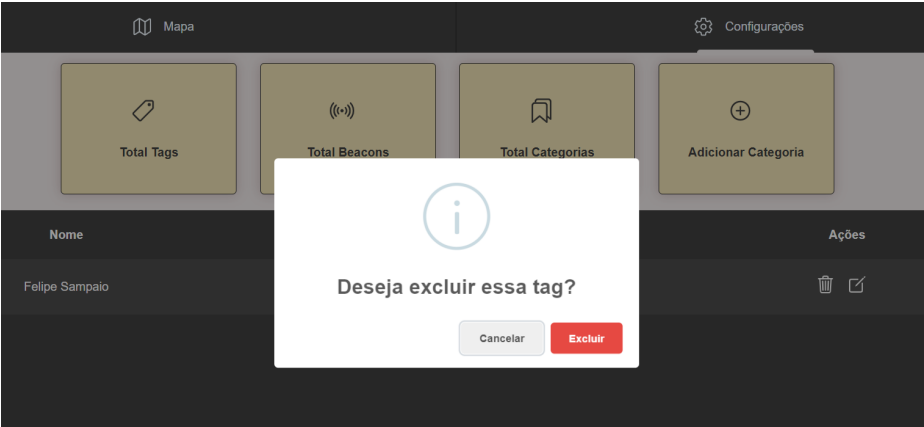 Mapa
Configurações
Total Tags
Total Beacons
Total Categorias
Adicionar Categoria
Nome
Ações
Felipe Sampaio
Deseja excluir essa tag?
Cancelar
Excluir